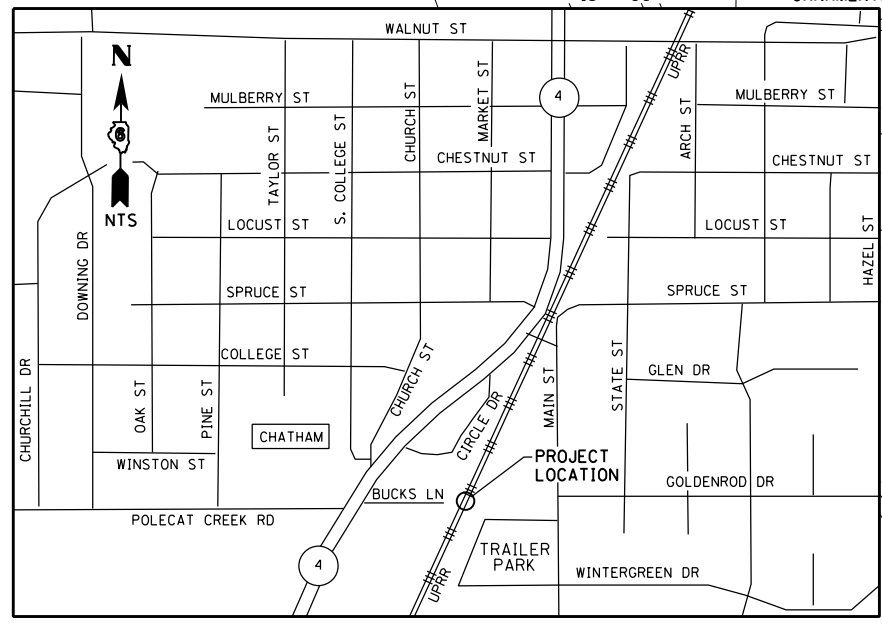 WALNUT ST
N
NTS
6
MULBERRY ST
TAYLOR ST
S. COLLEGE ST
CHURCH ST
MARKET ST
4
UPRR
ARCH ST
MULBERRY ST
CHESTNUT ST
CHESTNUT ST
LOCUST ST
LOCUST ST
HAZEL ST
DOWNING DR
SPRUCE ST
SPRUCE ST
COLLEGE ST
CHURCHILL DR
OAK ST
PINE ST
CHURCH ST
CIRCLE DR
MAIN ST
STATE ST
GLEN DR
CHATHAM
WINSTON ST
PROJECT
LOCATION
BUCKS LN
GOLDENROD DR
POLECAT CREEK RD
TRAILER
PARK
4
UPRR
WINTERGREEN DR